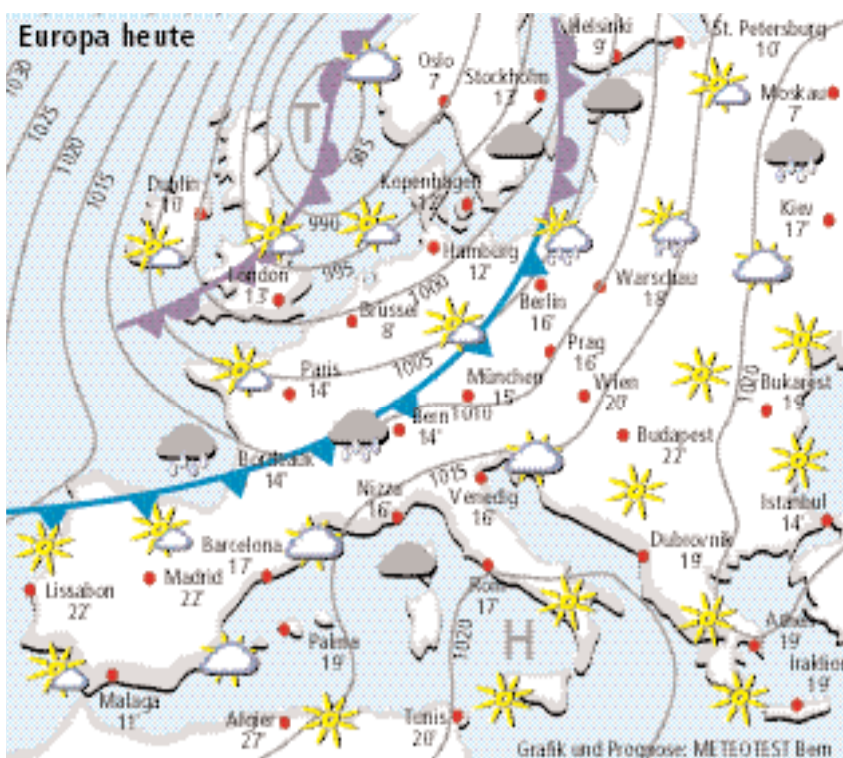 Europa heute
Helsinki
9°
St. Petersburg
10°
Oslo
7°
Stockholm
13°
Moskau
7°
1030
1025
1020
1015
T
985
990
995
1000
1005
1010
1015
1020
1020
Dublin
10°
Kopenhagen
12°
Kiev
17°
London
13°
Hamburg
12°
Brüssel
8°
Berlin
16°
Warschau
18°
Paris
14°
Prag
16°
München
15°
Wien
20°
Bukarest
19°
Bern
14°
Budapest
22°
Bordeaux
14°
Nizza
16°
Venedig
16°
Istanbul
14°
Barcelona
17°
Dubrovnik
19°
Lissabon
22°
Madrid
22°
Rom
17°
Palma
19°
H
Athen
19°
Iraklion
19°
Malaga
Algier
27°
Tunis
20°
Grafik und Prognose: METEOTEST Bern